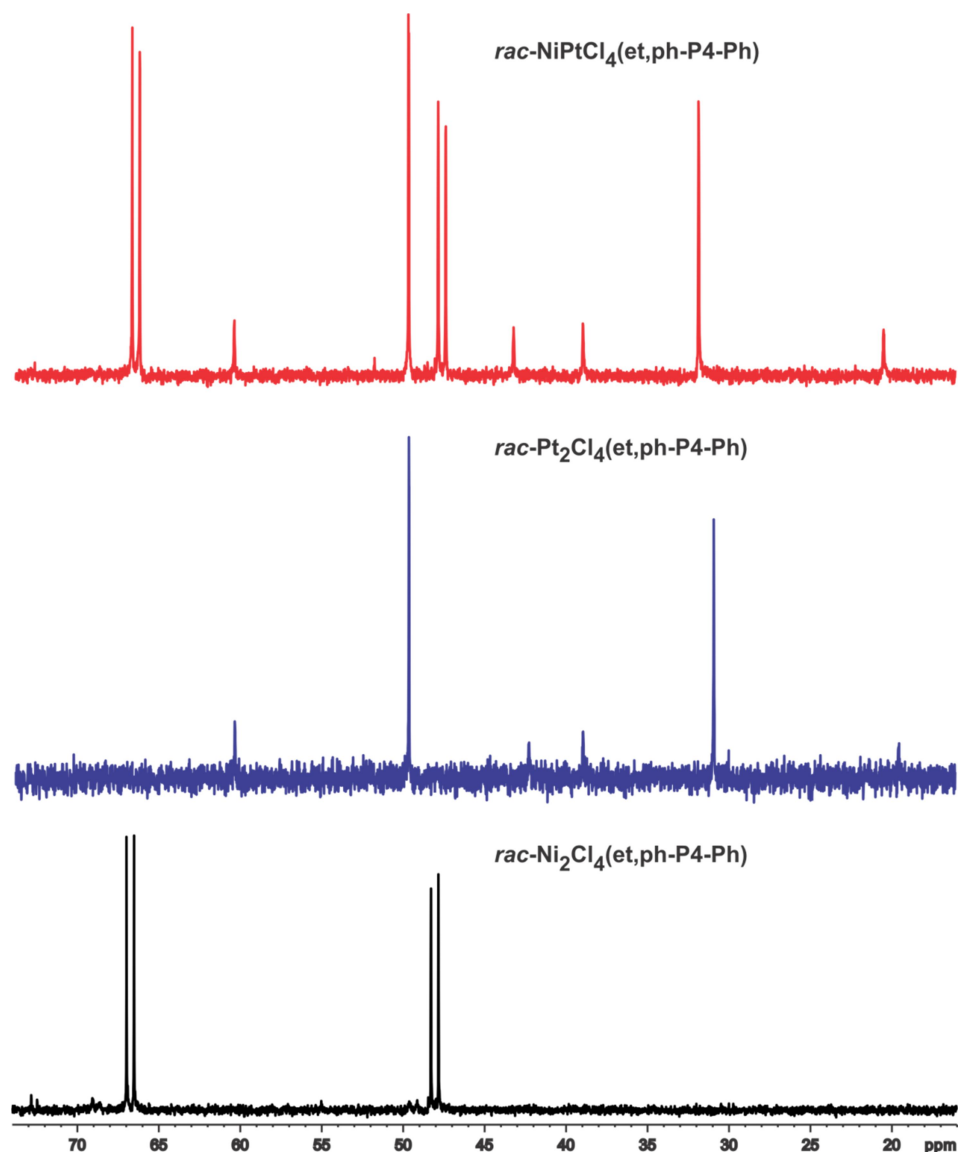 rac-NiPtCl₄(et,ph-P4-Ph)
rac-Pt₂Cl₄(et,ph-P4-Ph)
rac-Ni₂Cl₄(et,ph-P4-Ph)
70 65 60 55 50 45 40 35 30 25 20 ppm